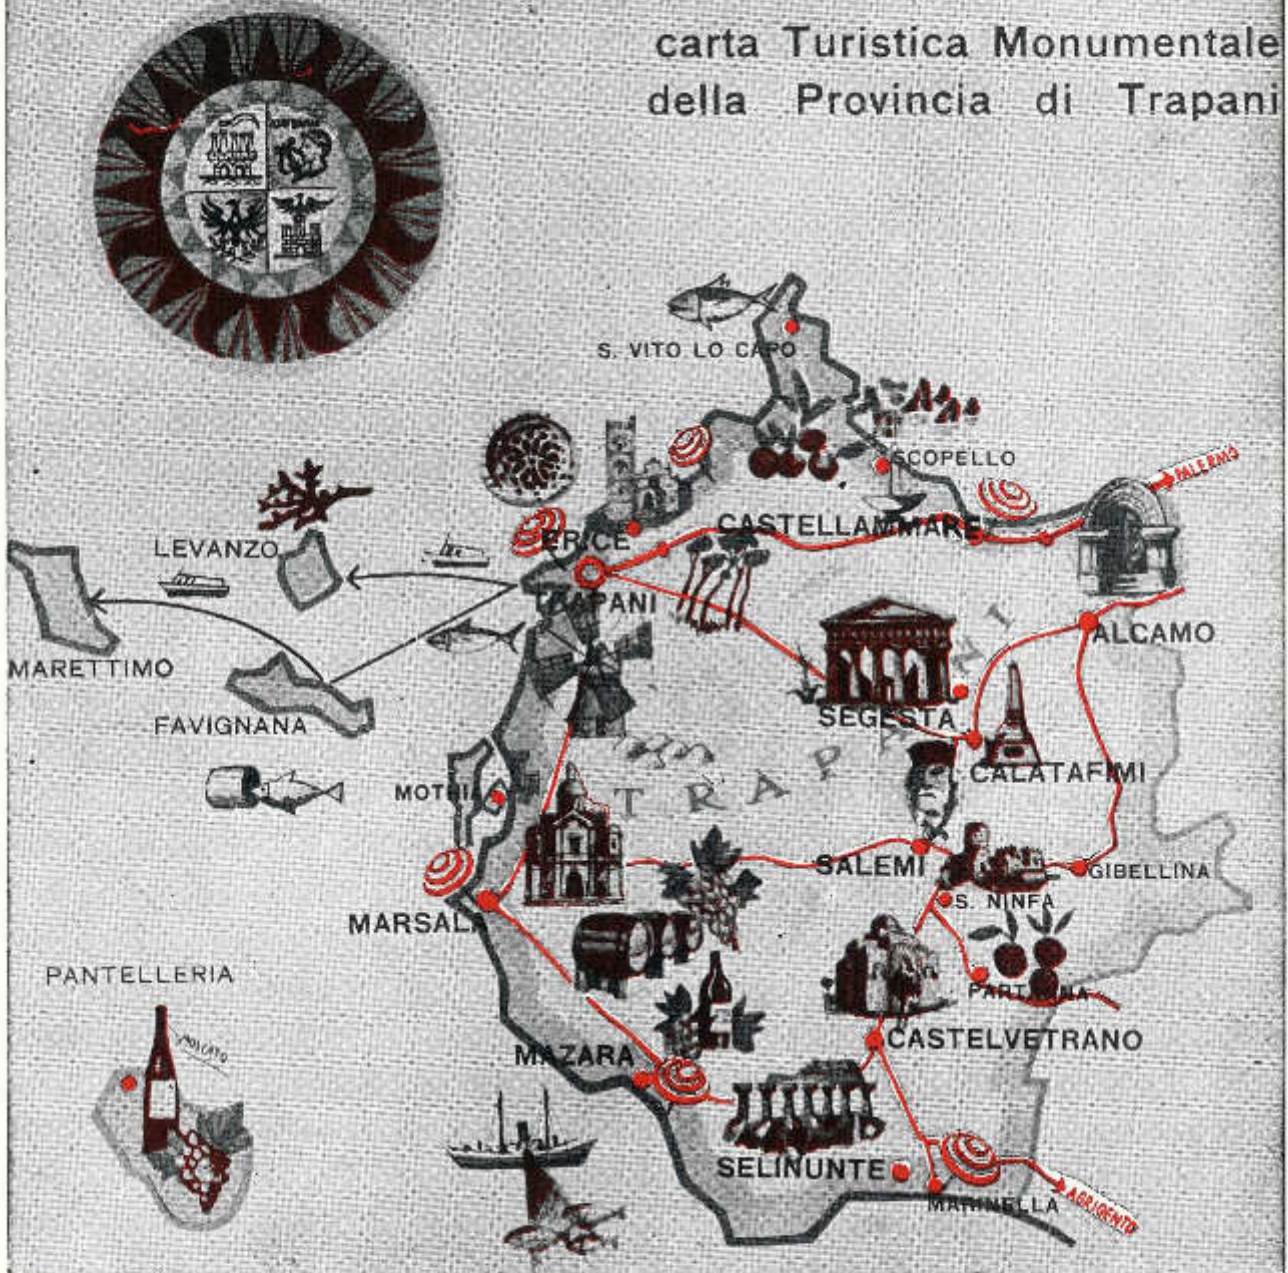 carta Turistica Monumentale
della Provincia di Trapani
S. VITO LO CAPO
SCOPELLO
PALERMO
CASTELLAMMARE
ERICE
LEVANZO
TRAPANI
ALCAMO
MARETTIMO
FAVIGNANA
SEGESTA
CALATAFIMI
MOTHIA
TRAPANI
SALEMI
GIBELLINA
S. NINFA
MARSALA
PANTELLERIA
PARTANNA
MOSCATO
CASTELVETRANO
MAZARA
SELINUNTE
MARINELLA
AGRIGENTO